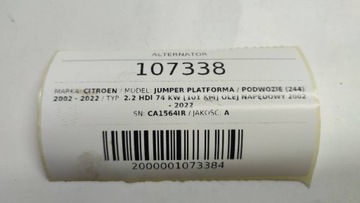 ALTERNATOR
107338
MARKA: CITROEN / MODEL: JUMPER PLATFORMA / PODWOZIE (244)
2002 - 2022 / TYP: 2.2 HDI 74 KW [101 KM] OLEJ NAPĘDOWY 2002
- 2022
SN: CA1564IR / JAKOŚĆ: A
2000001073384